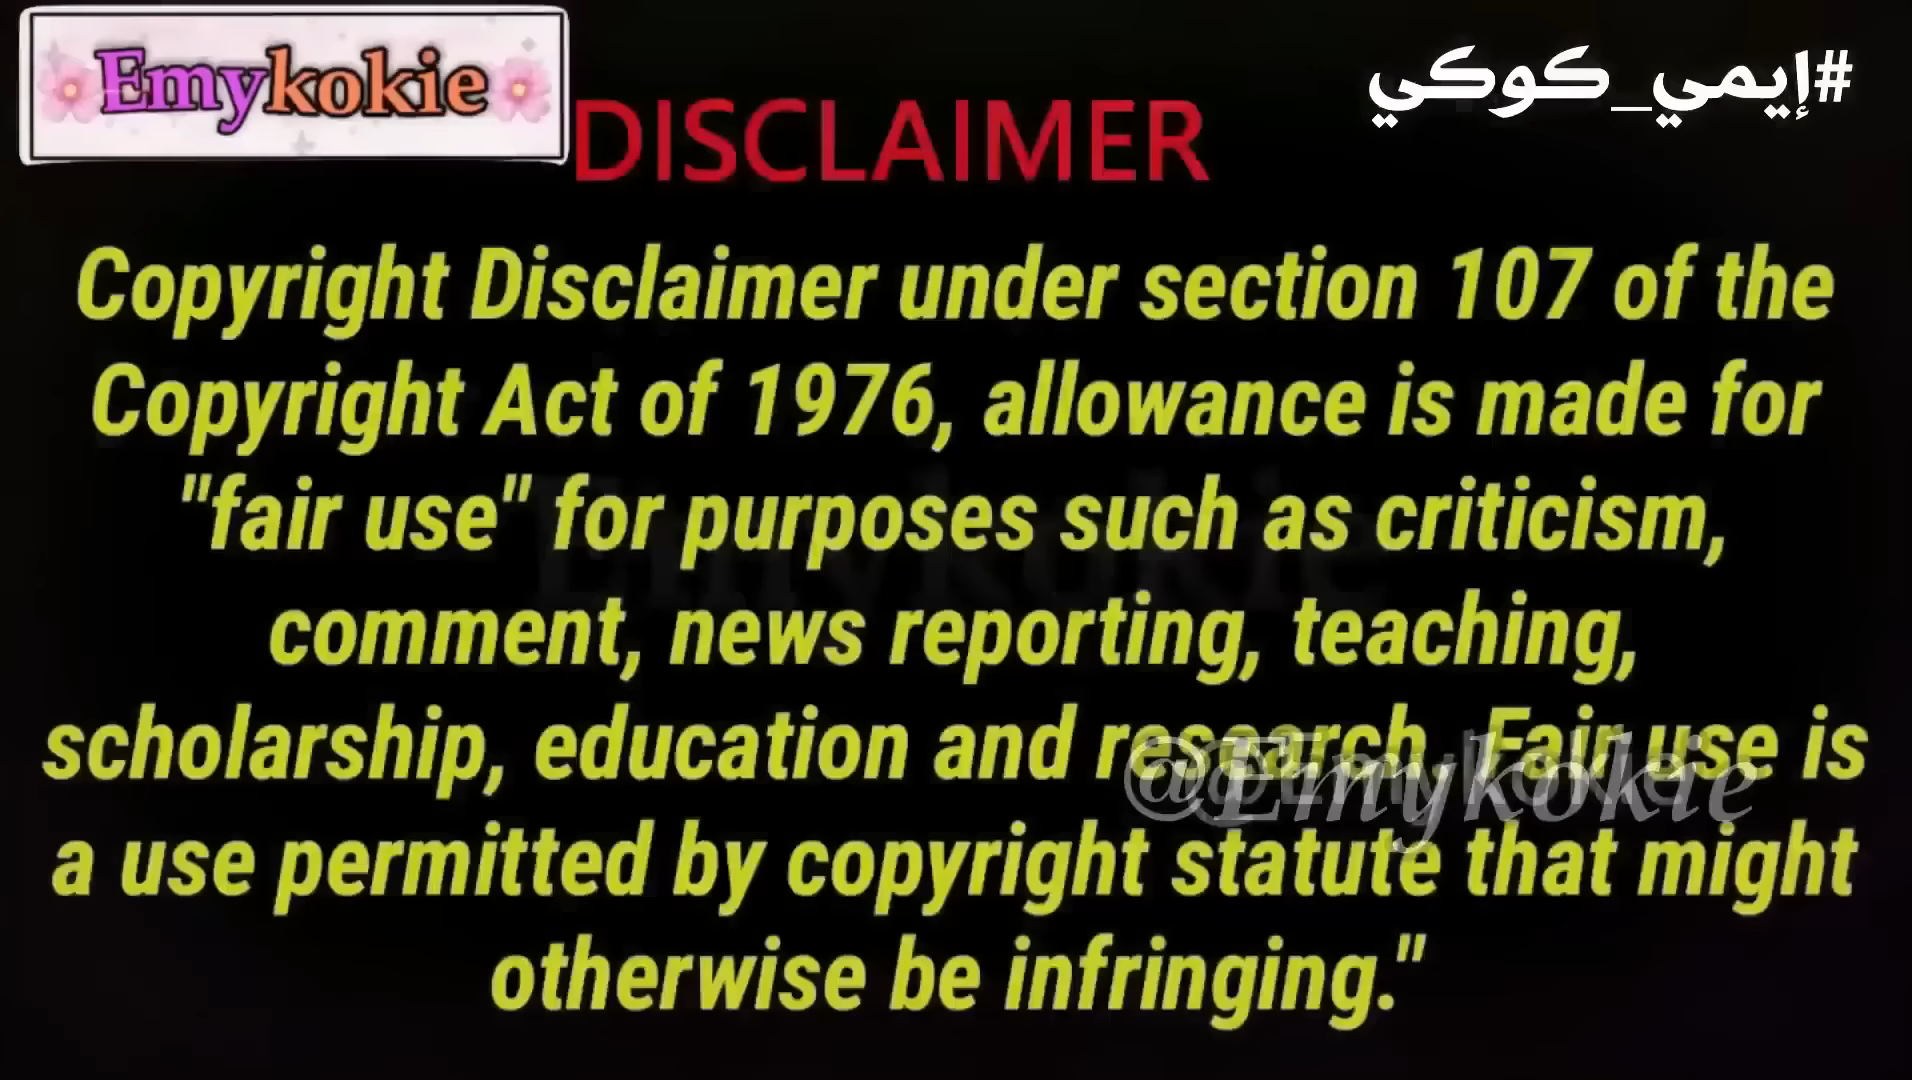 Emykokie
#إيمي_كوكي
DISCLAIMER
Copyright Disclaimer under section 107 of the
Copyright Act of 1976, allowance is made for
"fair use" for purposes such as criticism,
comment, news reporting, teaching,
scholarship, education and research. Fair use is
a use permitted by copyright statute that might
otherwise be infringing."
Emykokie
@Emykokie
@Emykokie